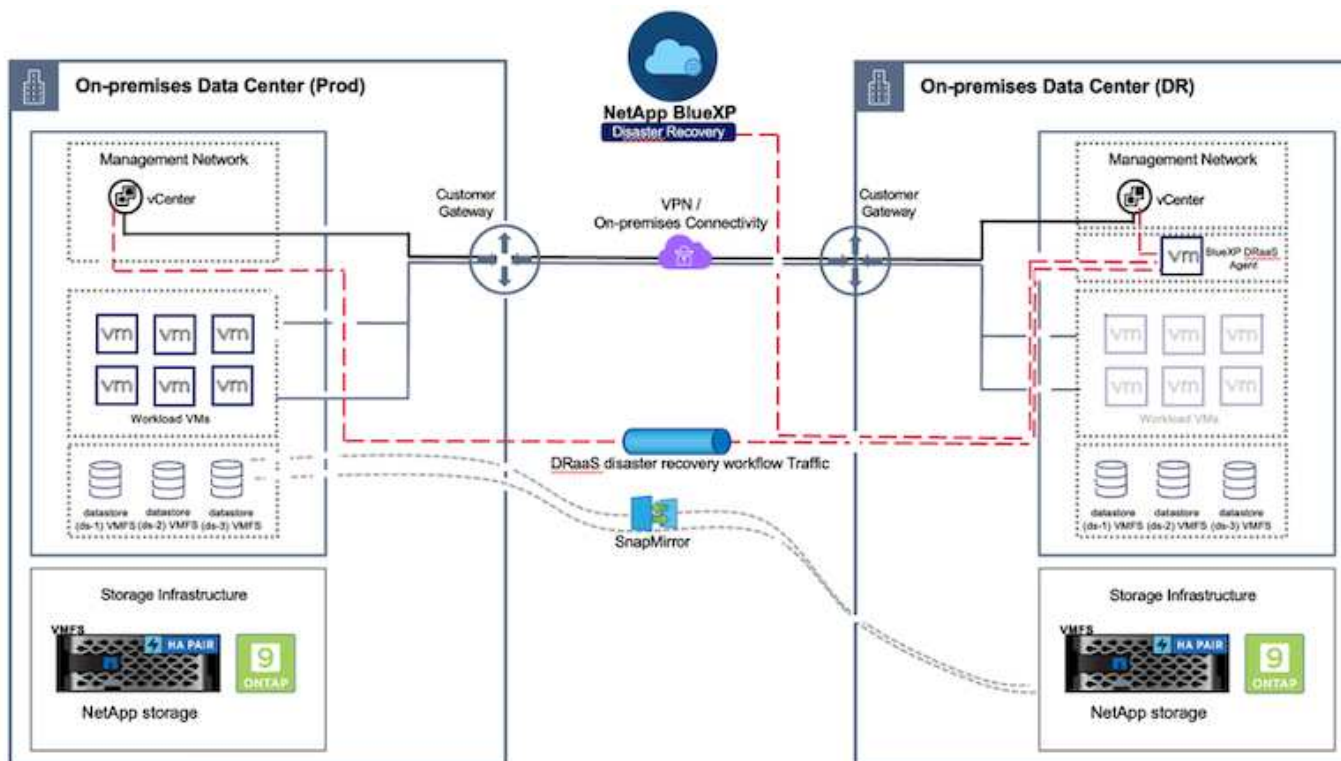 NetApp BlueXP
Disaster Recovery
On-premises Data Center (Prod)
Management Network
vCenter
Customer
Gateway
vm vm vm
vm vm vm
Workload VMs
datastore
(ds-1) VMFS
datastore
(ds-2) VMFS
datastore
(ds-3) VMFS
Storage Infrastructure
VMFS
HA PAIR
9
ONTAP
NetApp storage
VPN /
On-premises Connectivity
DRaaS disaster recovery workflow Traffic
SnapMirror
On-premises Data Center (DR)
Customer
Gateway
Management Network
vCenter
vm
BlueXP DRaaS
Agent
vm vm vm
vm vm vm
Workload VMs
datastore
(ds-1) VMFS
datastore
(ds-2) VMFS
datastore
(ds-3) VMFS
Storage Infrastructure
VMFS
HA PAIR
9
ONTAP
NetApp storage